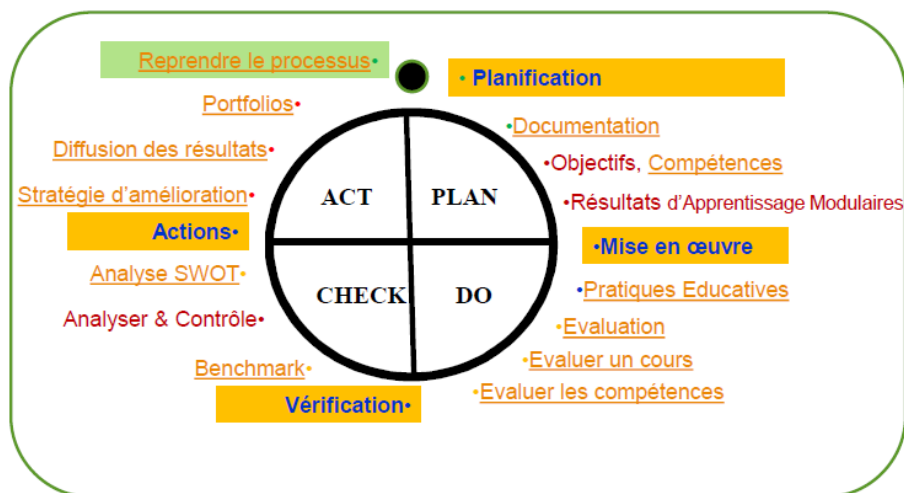 Reprendre le processus•
• Planification
Portfolios•
•Documentation
Diffusion des résultats•
•Objectifs, Compétences
Stratégie d’amélioration•
•Résultats d’Apprentissage Modulaires
ACT
PLAN
Actions•
•Mise en œuvre
Analyse SWOT•
•Pratiques Educatives
CHECK
DO
Analyser & Contrôle•
•Evaluation
•Evaluer un cours
Benchmark•
•Evaluer les compétences
Vérification•